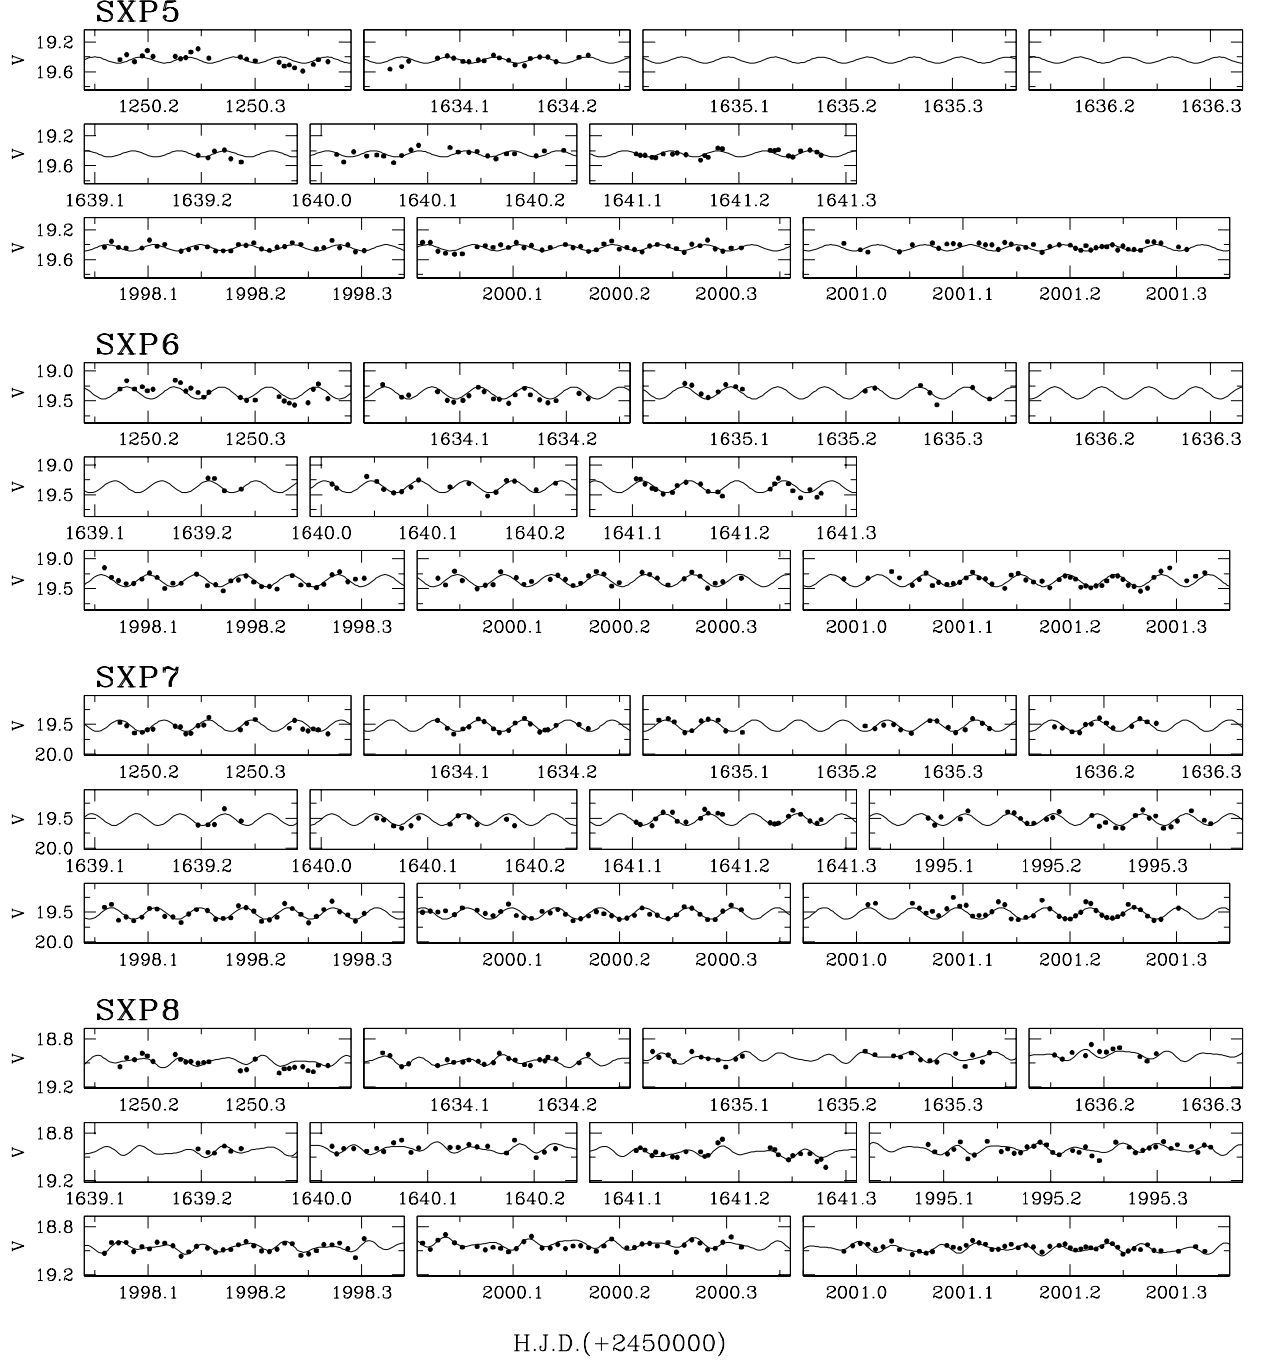 SXP5
V 19.2 19.6
1250.2 1250.3 1634.1 1634.2 1635.1 1635.2 1635.3 1636.2 1636.3
V 19.2 19.6
1639.1 1639.2 1640.0 1640.1 1640.2 1641.1 1641.2 1641.3
V 19.2 19.6
1998.1 1998.2 1998.3 2000.1 2000.2 2000.3 2001.0 2001.1 2001.2 2001.3
SXP6
V 19.0 19.5
1250.2 1250.3 1634.1 1634.2 1635.1 1635.2 1635.3 1636.2 1636.3
V 19.0 19.5
1639.1 1639.2 1640.0 1640.1 1640.2 1641.1 1641.2 1641.3
V 19.0 19.5
1998.1 1998.2 1998.3 2000.1 2000.2 2000.3 2001.0 2001.1 2001.2 2001.3
SXP7
V 19.5 20.0
1250.2 1250.3 1634.1 1634.2 1635.1 1635.2 1635.3 1636.2 1636.3
V 19.5 20.0
1639.1 1639.2 1640.0 1640.1 1640.2 1641.1 1641.2 1641.3 1995.1 1995.2 1995.3
V 19.5 20.0
1998.1 1998.2 1998.3 2000.1 2000.2 2000.3 2001.0 2001.1 2001.2 2001.3
SXP8
V 18.8 19.2
1250.2 1250.3 1634.1 1634.2 1635.1 1635.2 1635.3 1636.2 1636.3
V 18.8 19.2
1639.1 1639.2 1640.0 1640.1 1640.2 1641.1 1641.2 1641.3 1995.1 1995.2 1995.3
V 18.8 19.2
1998.1 1998.2 1998.3 2000.1 2000.2 2000.3 2001.0 2001.1 2001.2 2001.3
H.J.D.(+2450000)